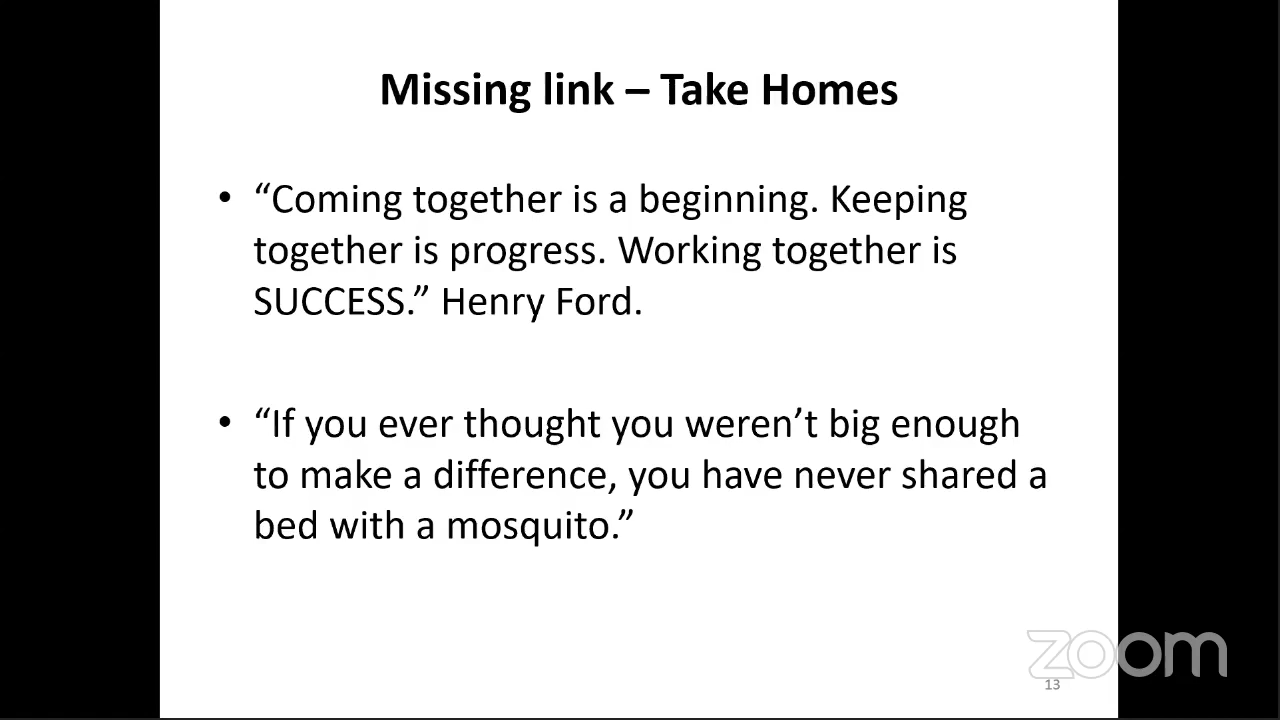 Missing link – Take Homes
• “Coming together is a beginning. Keeping
together is progress. Working together is
SUCCESS.” Henry Ford.
• “If you ever thought you weren’t big enough
to make a difference, you have never shared a
bed with a mosquito.”
zoom
13